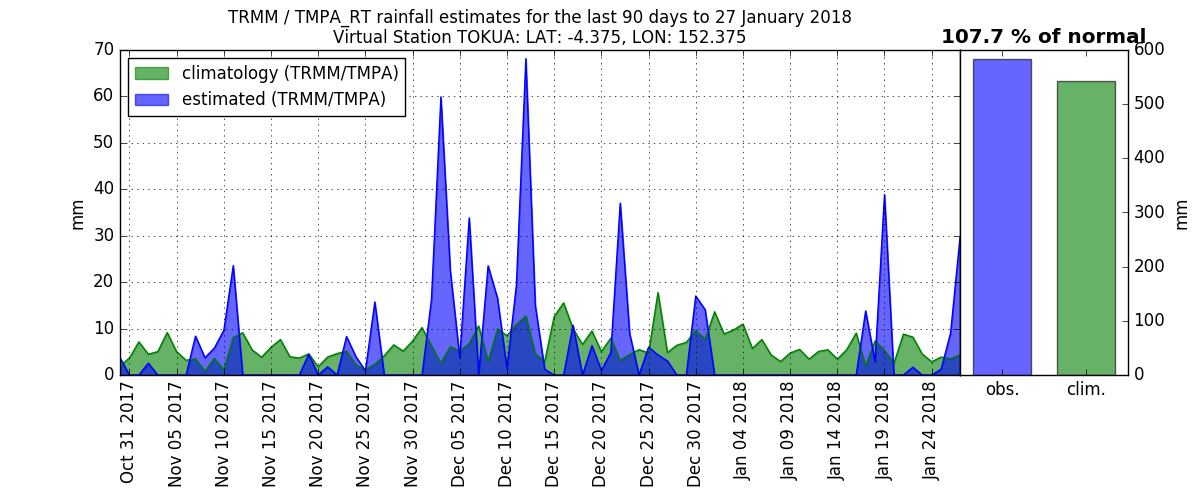 TRMM / TMPA_RT rainfall estimates for the last 90 days to 27 January 2018
Virtual Station TOKUA: LAT: -4.375, LON: 152.375
107.7 % of normal
climatology (TRMM/TMPA)
estimated (TRMM/TMPA)
mm
70
60
50
40
30
20
10
0
Oct 31 2017
Nov 05 2017
Nov 10 2017
Nov 15 2017
Nov 20 2017
Nov 25 2017
Nov 30 2017
Dec 05 2017
Dec 10 2017
Dec 15 2017
Dec 20 2017
Dec 25 2017
Dec 30 2017
Jan 04 2018
Jan 09 2018
Jan 14 2018
Jan 19 2018
Jan 24 2018
obs.
clim.
600
500
400
300
200
100
0
mm